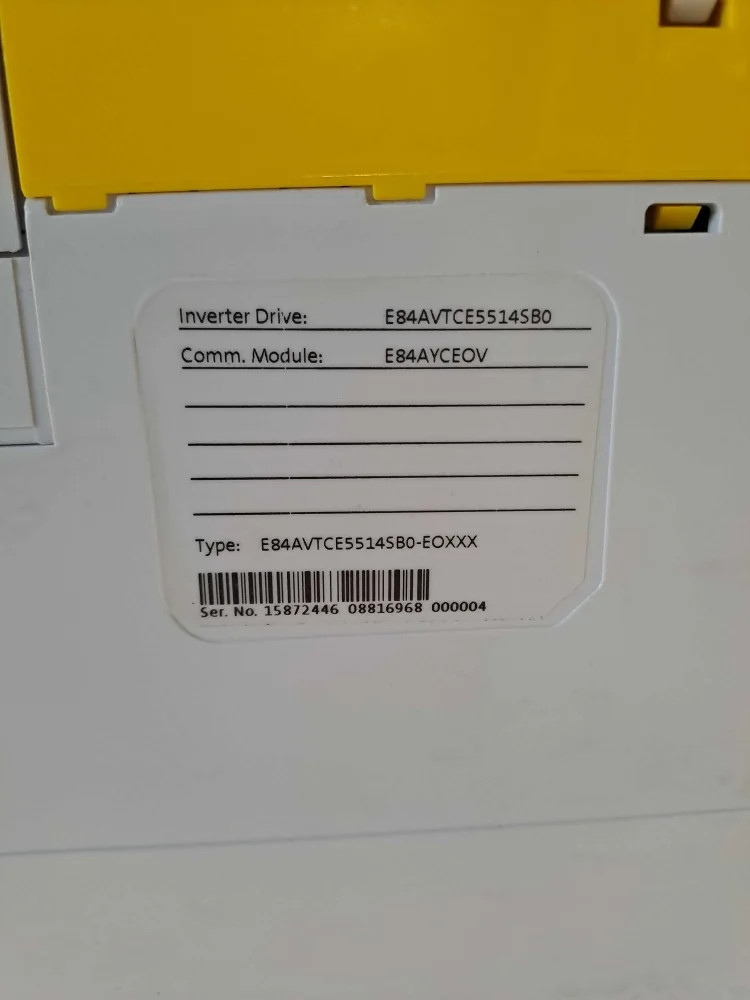 Inverter Drive: E84AVTCE5514SB0
Comm. Module: E84AYCEOV
Type: E84AVTCE5514SB0-EOXXX
Ser. No. 15872446 08816968 000004